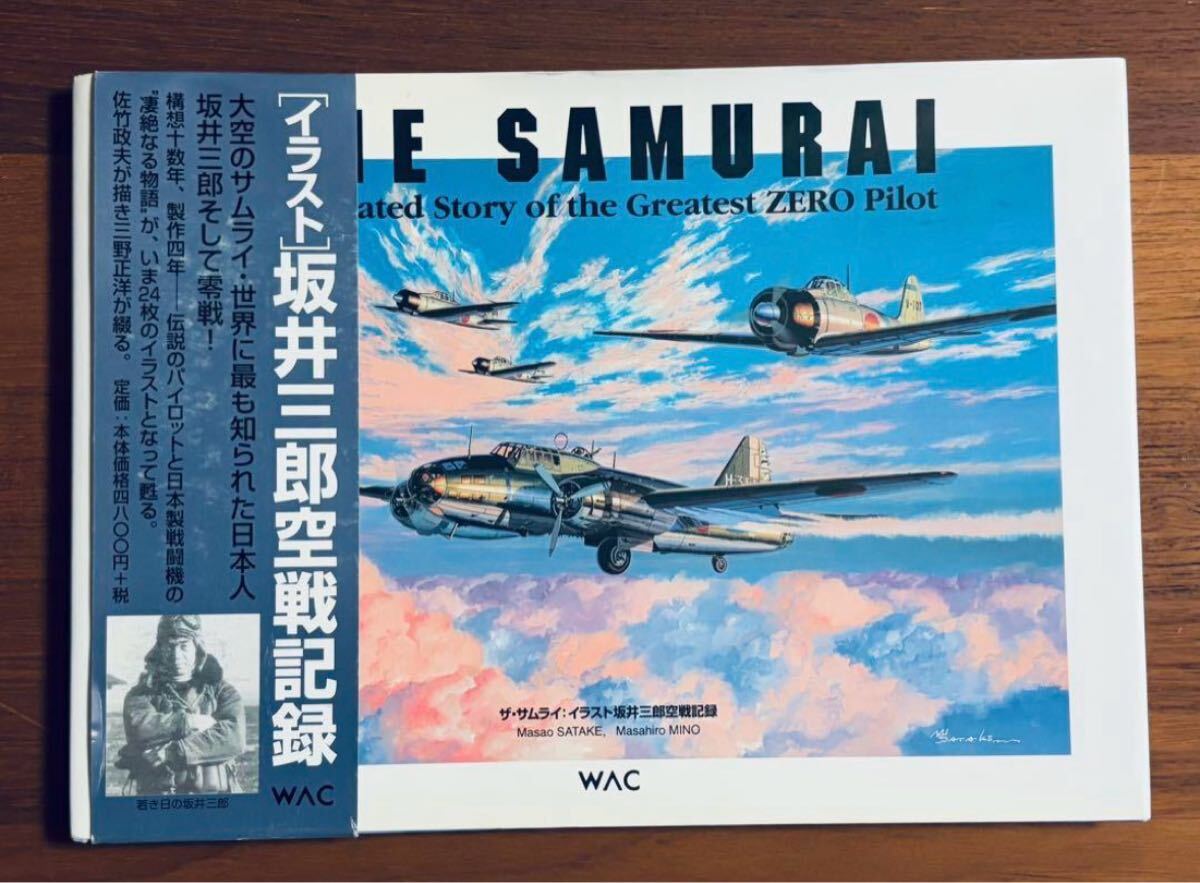 [イラスト]坂井三郎空戦記録
大空のサムライ・世界に最も知られた日本人
坂井三郎そして零戦!
構想十数年、製作四年——伝説のパイロットと日本製戦闘機の
"凄絶なる物語"が、いま24枚のイラストとなって甦る。
佐竹政夫が描き三野正洋が綴る。 定価:本体価格四八〇〇円+税
若き日の坂井三郎
WAC
HE SAMURAI
ated Story of the Greatest ZERO Pilot
V-107
ザ・サムライ:イラスト坂井三郎空戦記録
Masao SATAKE, Masahiro MINO
WAC